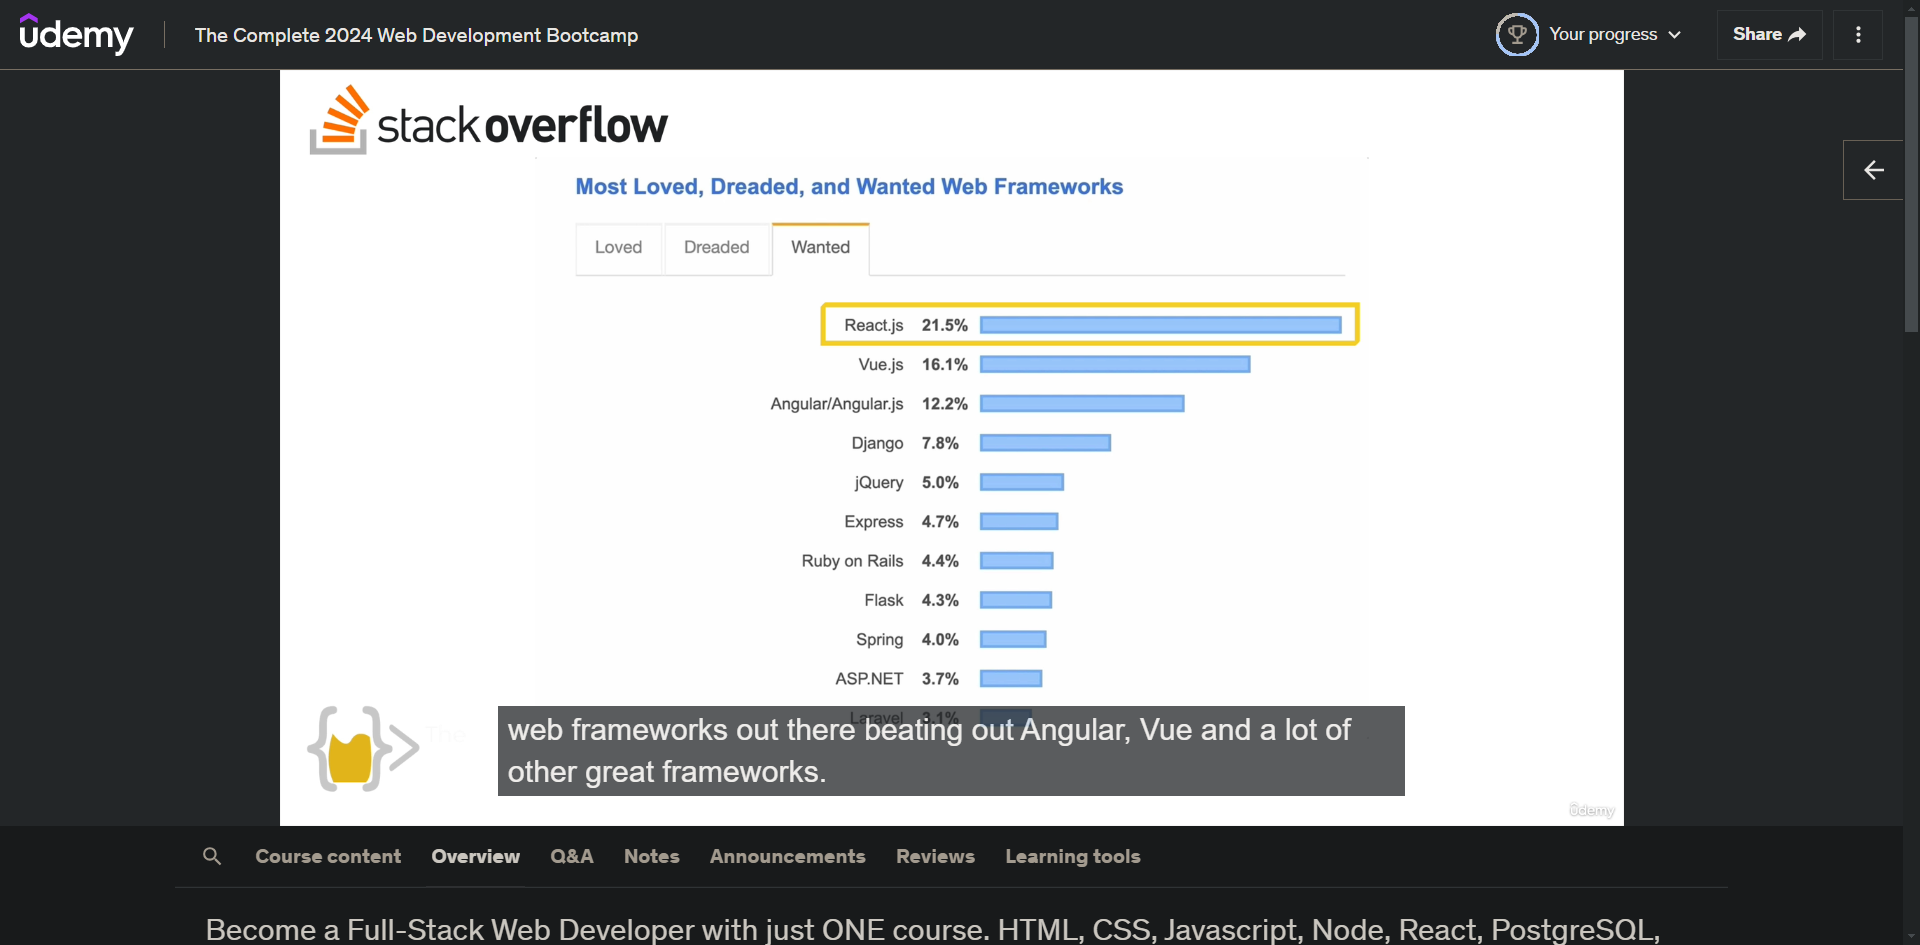 udemy
The Complete 2024 Web Development Bootcamp
Your progress
Share
stackoverflow
Most Loved, Dreaded, and Wanted Web Frameworks
Loved Dreaded Wanted
React.js 21.5%
Vue.js 16.1%
Angular/Angular.js 12.2%
Django 7.8%
jQuery 5.0%
Express 4.7%
Ruby on Rails 4.4%
Flask 4.3%
Spring 4.0%
ASP.NET 3.7%
Laravel 3.1%
The
web frameworks out there beating out Angular, Vue and a lot of
other great frameworks.
udemy
Course content Overview Q&A Notes Announcements Reviews Learning tools
Become a Full-Stack Web Developer with just ONE course. HTML, CSS, Javascript, Node, React, PostgreSQL,